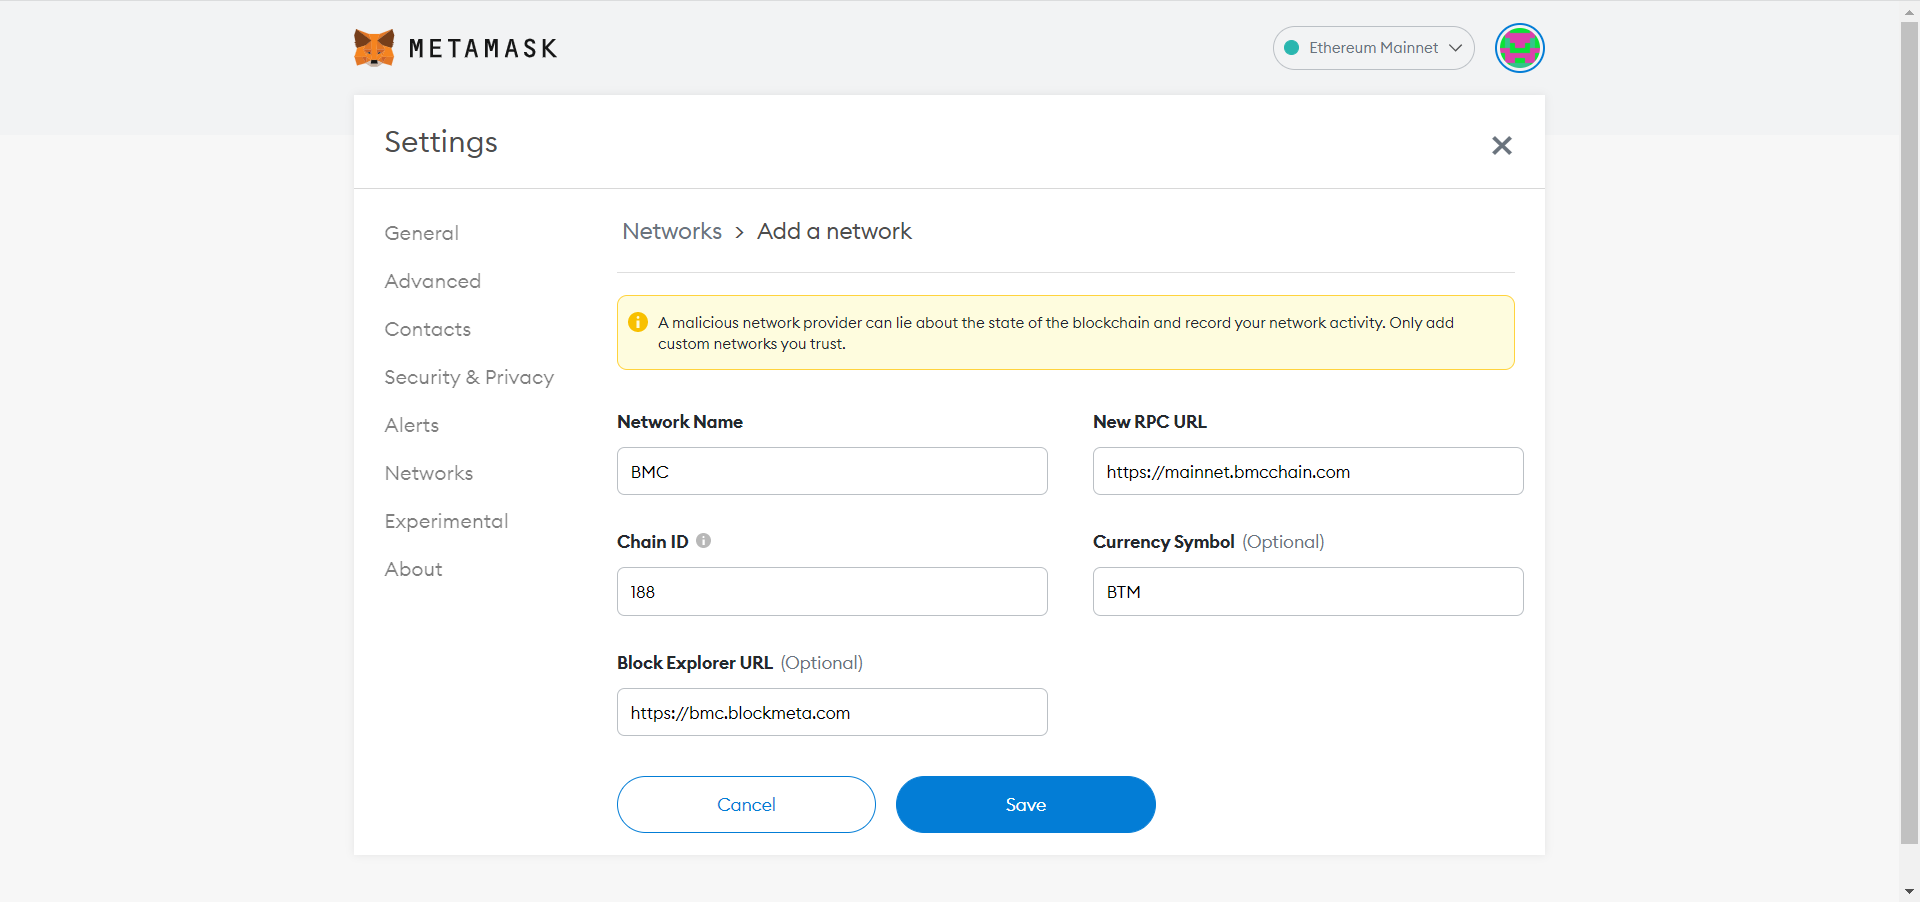 METAMASK
Ethereum Mainnet
Settings
General
Advanced
Contacts
Security & Privacy
Alerts
Networks
Experimental
About
Networks > Add a network
A malicious network provider can lie about the state of the blockchain and record your network activity. Only add
custom networks you trust.
Network Name
BMC
New RPC URL
https://mainnet.bmcchain.com
Chain ID
188
Currency Symbol (Optional)
BTM
Block Explorer URL (Optional)
https://bmc.blockmeta.com
Cancel
Save